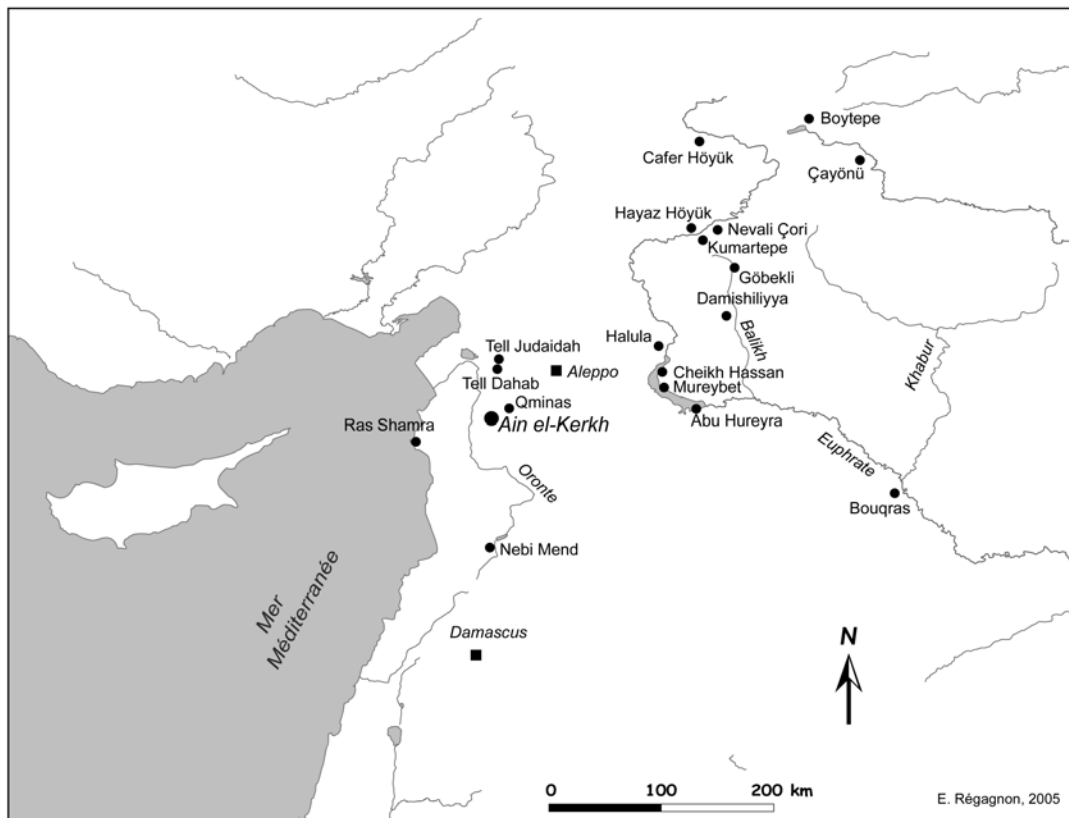 Boytepe
Cafer Höyük
Çayönü
Hayaz Höyük
Nevali Çori
Kumartepe
Göbekli
Damishiliyya
Balikh
Khabur
Halula
Tell Judaidah
Aleppo
Cheikh Hassan
Tell Dahab
Mureybet
Qminas
Abu Hureyra
Ras Shamra
Ain el-Kerkh
Euphrate
Oronte
Bouqras
Nebi Mend
Mer
Méditerranée
Damascus
N
0 100 200 km
E. Régagnon, 2005